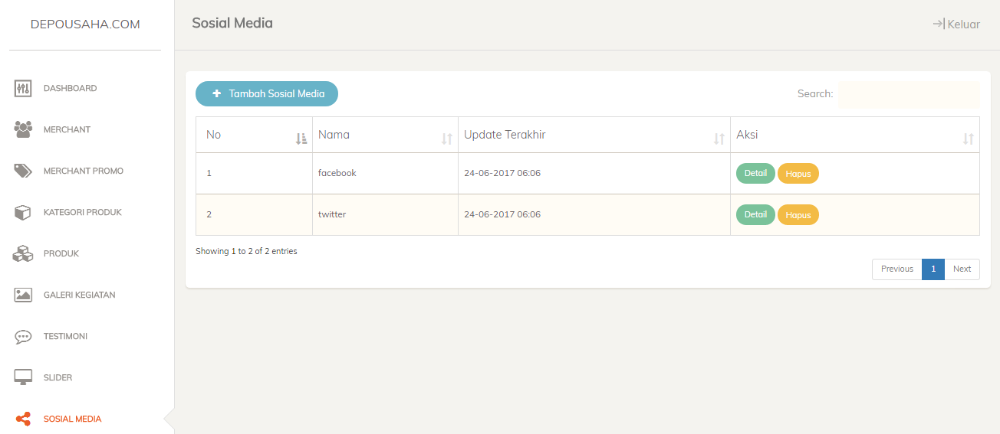 DEPOUSAHA.COM
DASHBOARD
MERCHANT
MERCHANT PROMO
KATEGORI PRODUK
PRODUK
GALERI KEGIATAN
TESTIMONI
SLIDER
SOSIAL MEDIA
Sosial Media
Keluar
Tambah Sosial Media
Search:
No Nama Update Terakhir Aksi
1 facebook 24-06-2017 06:06 Detail Hapus
2 twitter 24-06-2017 06:06 Detail Hapus
Showing 1 to 2 of 2 entries
Previous 1 Next